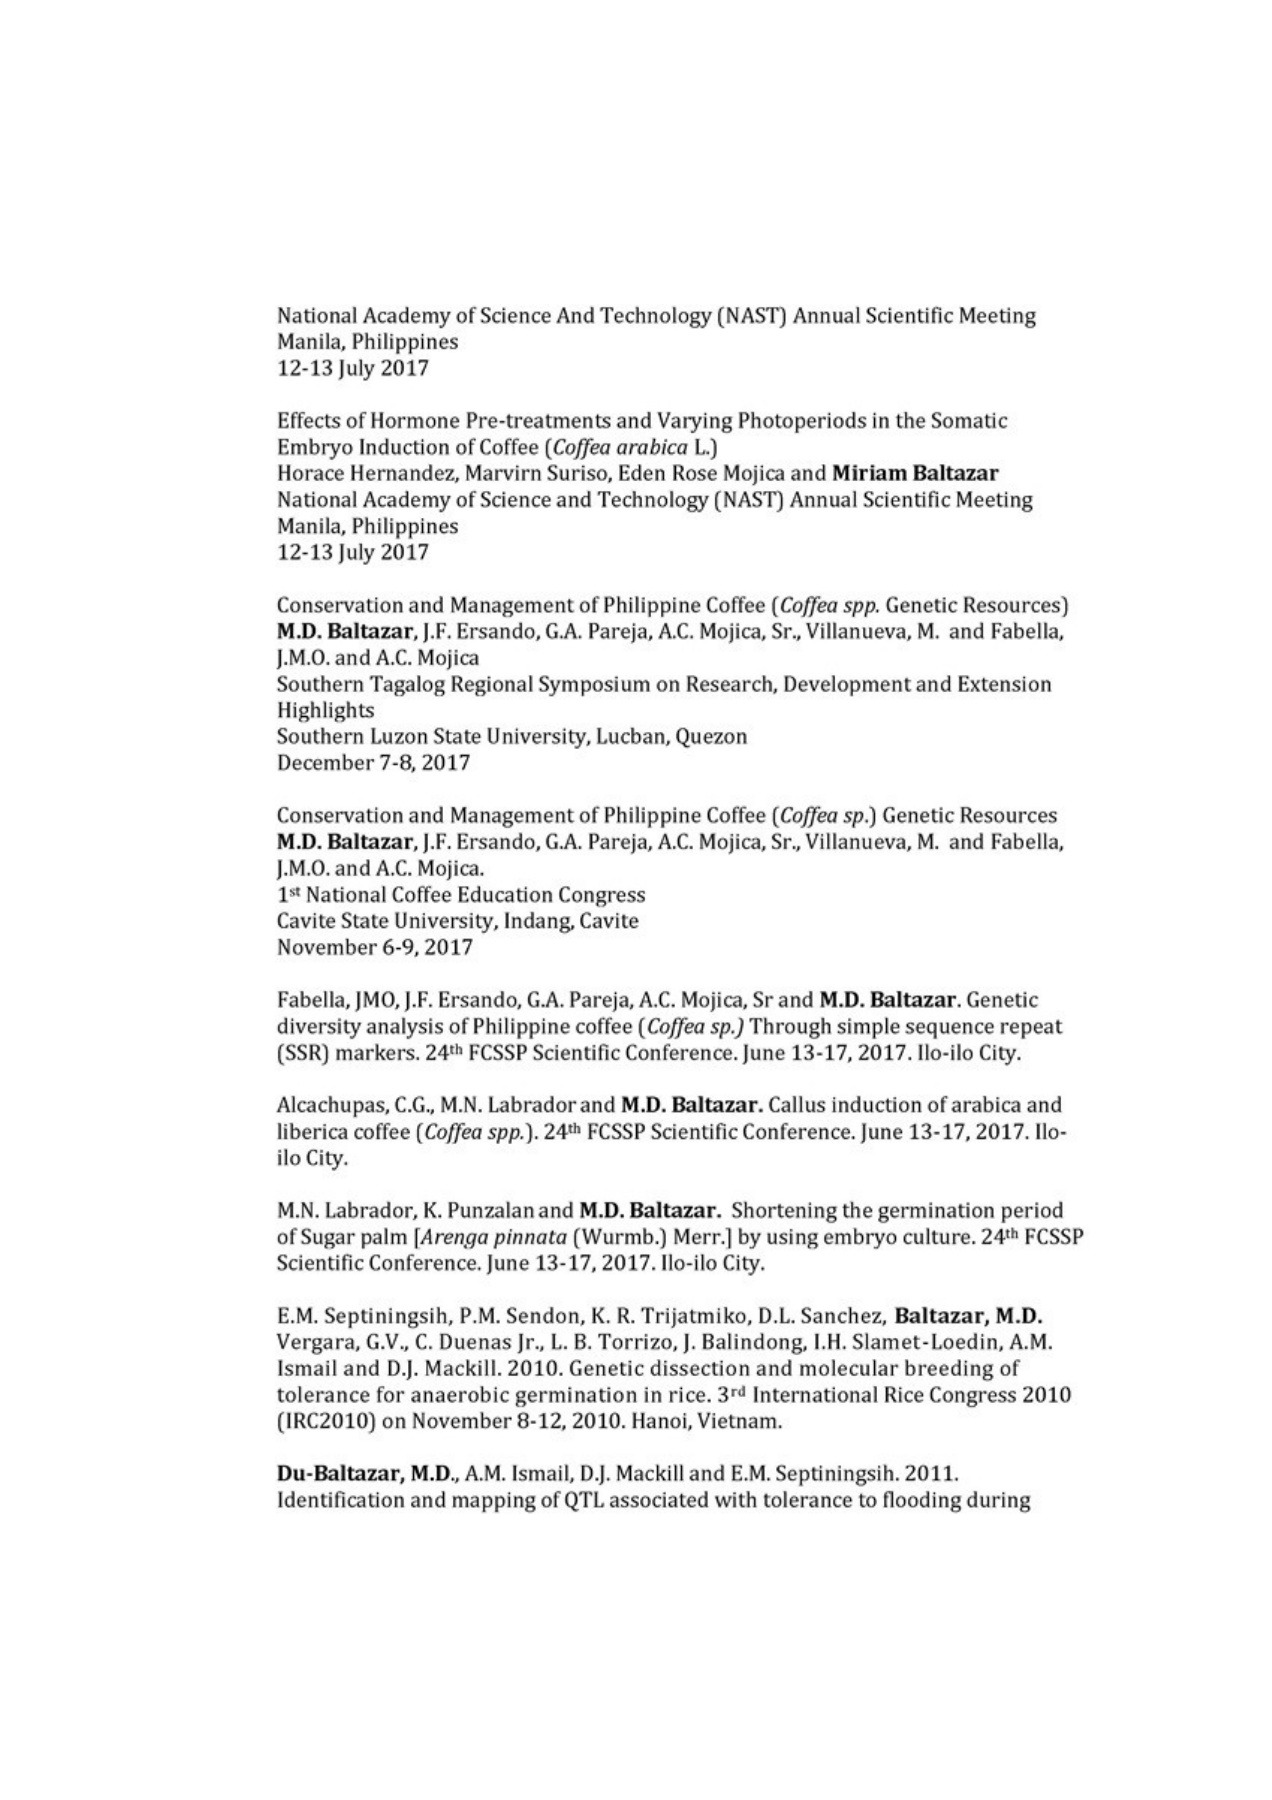 National Academy of Science And Technology (NAST) Annual Scientific Meeting
Manila, Philippines
12-13 July 2017
Effects of Hormone Pre-treatments and Varying Photoperiods in the Somatic
Embryo Induction of Coffee (Coffea arabica L.)
Horace Hernandez, Marvirn Suriso, Eden Rose Mojica and Miriam Baltazar
National Academy of Science and Technology (NAST) Annual Scientific Meeting
Manila, Philippines
12-13 July 2017
Conservation and Management of Philippine Coffee (Coffea spp. Genetic Resources)
M.D. Baltazar, J.F. Ersando, G.A. Pareja, A.C. Mojica, Sr., Villanueva, M. and Fabella,
J.M.O. and A.C. Mojica
Southern Tagalog Regional Symposium on Research, Development and Extension
Highlights
Southern Luzon State University, Lucban, Quezon
December 7-8, 2017
Conservation and Management of Philippine Coffee (Coffea sp.) Genetic Resources
M.D. Baltazar, J.F. Ersando, G.A. Pareja, A.C. Mojica, Sr., Villanueva, M. and Fabella,
J.M.O. and A.C. Mojica.
1st National Coffee Education Congress
Cavite State University, Indang, Cavite
November 6-9, 2017
Fabella, JMO, J.F. Ersando, G.A. Pareja, A.C. Mojica, Sr and M.D. Baltazar. Genetic
diversity analysis of Philippine coffee (Coffea sp.) Through simple sequence repeat
(SSR) markers. 24th FCSSP Scientific Conference. June 13-17, 2017. Ilo-ilo City.
Alcachupas, C.G., M.N. Labrador and M.D. Baltazar. Callus induction of arabica and
liberica coffee (Coffea spp.). 24th FCSSP Scientific Conference. June 13-17, 2017. Ilo-
ilo City.
M.N. Labrador, K. Punzalan and M.D. Baltazar. Shortening the germination period
of Sugar palm [Arenga pinnata (Wurmb.) Merr.] by using embryo culture. 24th FCSSP
Scientific Conference. June 13-17, 2017. Ilo-ilo City.
E.M. Septiningsih, P.M. Sendon, K. R. Trijatmiko, D.L. Sanchez, Baltazar, M.D.
Vergara, G.V., C. Duenas Jr., L. B. Torrizo, J. Balindong, I.H. Slamet-Loedin, A.M.
Ismail and D.J. Mackill. 2010. Genetic dissection and molecular breeding of
tolerance for anaerobic germination in rice. 3rd International Rice Congress 2010
(IRC2010) on November 8-12, 2010. Hanoi, Vietnam.
Du-Baltazar, M.D., A.M. Ismail, D.J. Mackill and E.M. Septiningsih. 2011.
Identification and mapping of QTL associated with tolerance to flooding during